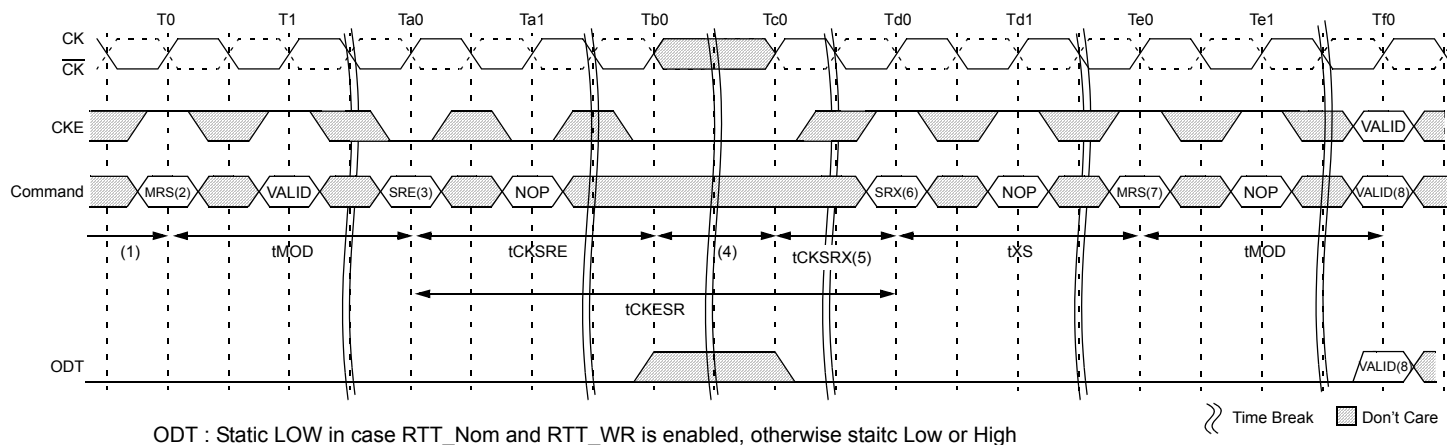 T0 T1 Ta0 Ta1 Tb0 Tc0 Td0 Td1 Te0 Te1 Tf0
CK
CK
CKE VALID
Command MRS(2) VALID SRE(3) NOP SRX(6) NOP MRS(7) NOP VALID(8)
(1) tMOD tCKSRE (4) tCKSRX(5) tXS tMOD
tCKESR
ODT VALID(8)
Time Break Don't Care
ODT : Static LOW in case RTT_Nom and RTT_WR is enabled, otherwise staitc Low or High